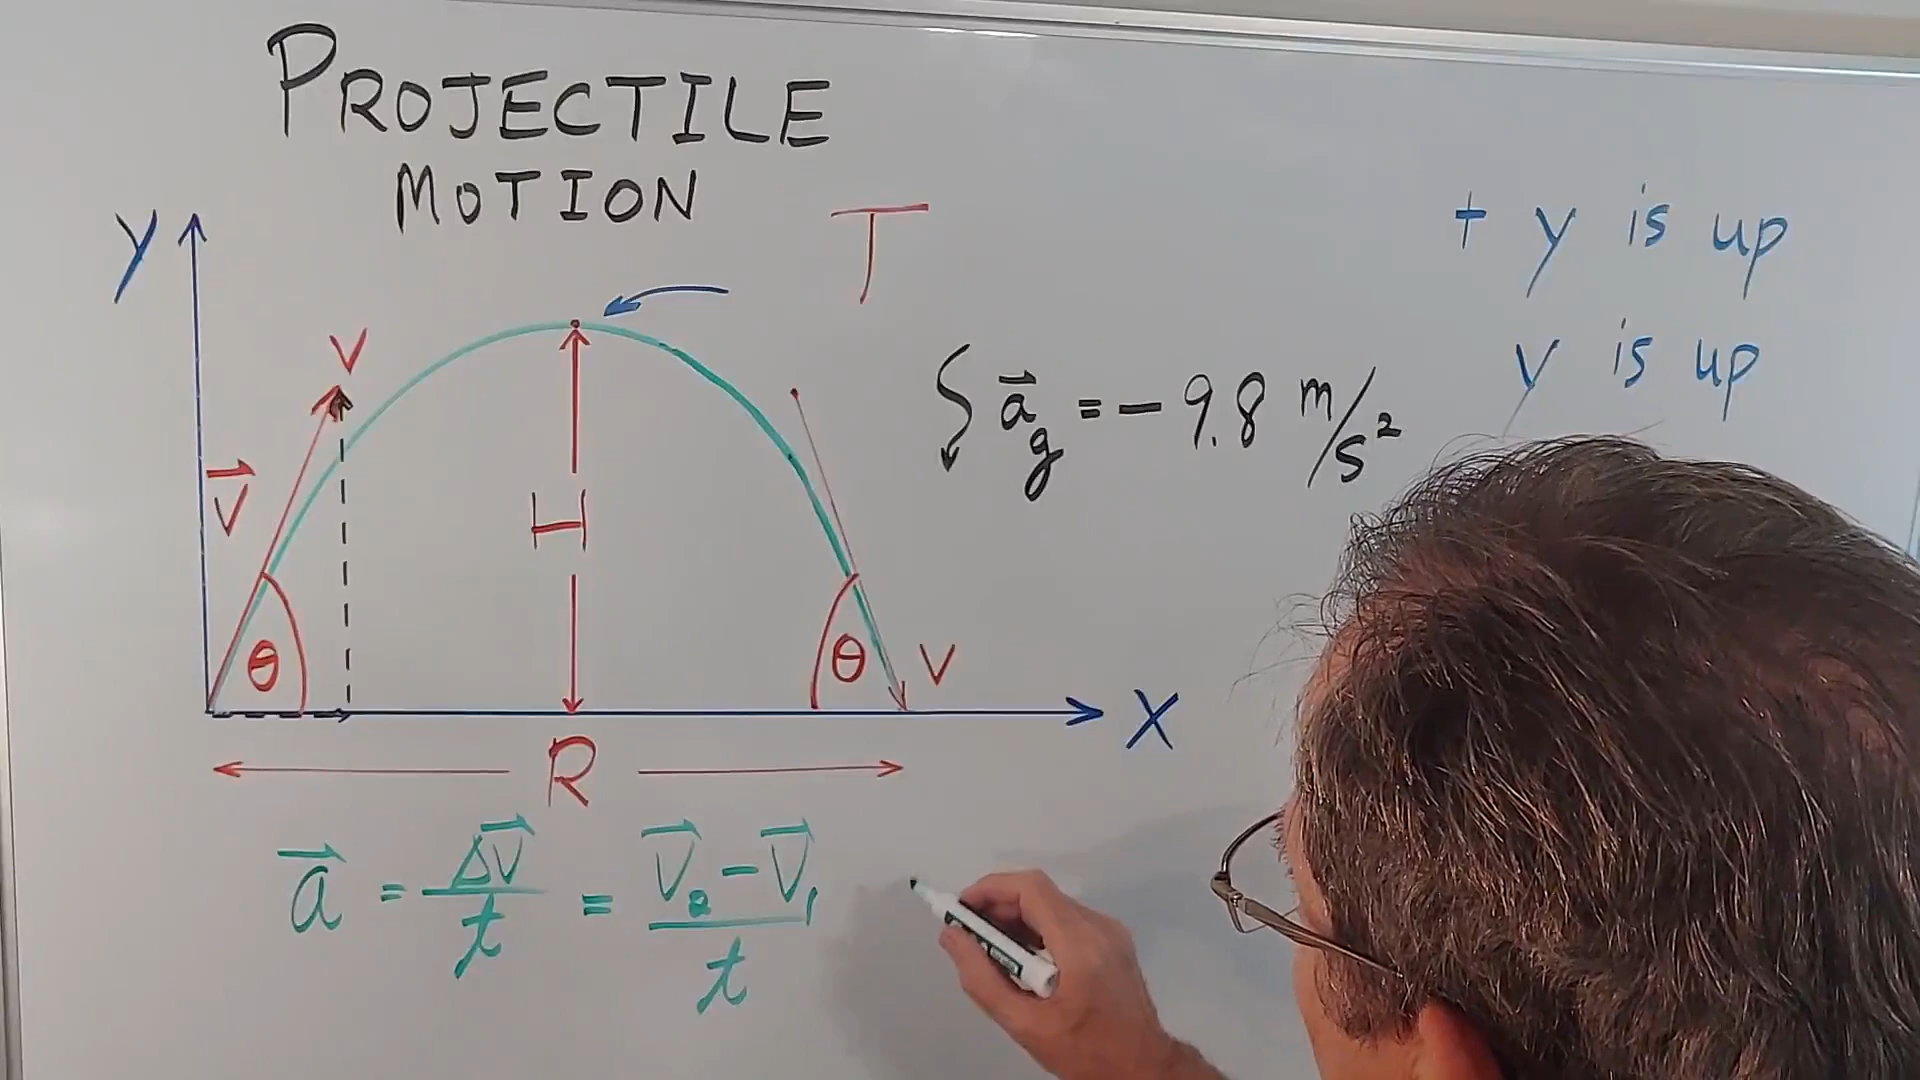 PROJECTILE
MOTION
+ y is up
v is up
y
T
v
a⃗g = - 9.8 m/s²
v⃗
H
θ
θ
v
X
R
a⃗ = Δv⃗/t = (v⃗₂ - v⃗₁)/t